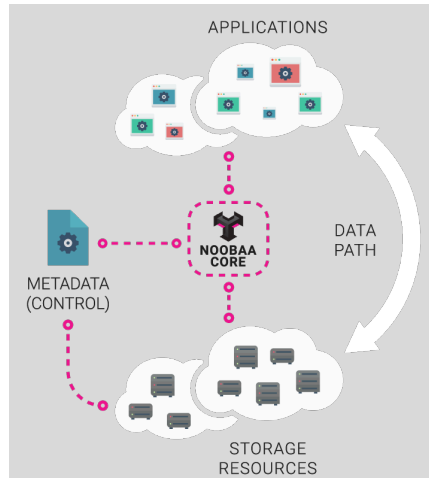 APPLICATIONS
NOOBAA
CORE
DATA
PATH
METADATA
(CONTROL)
STORAGE
RESOURCES